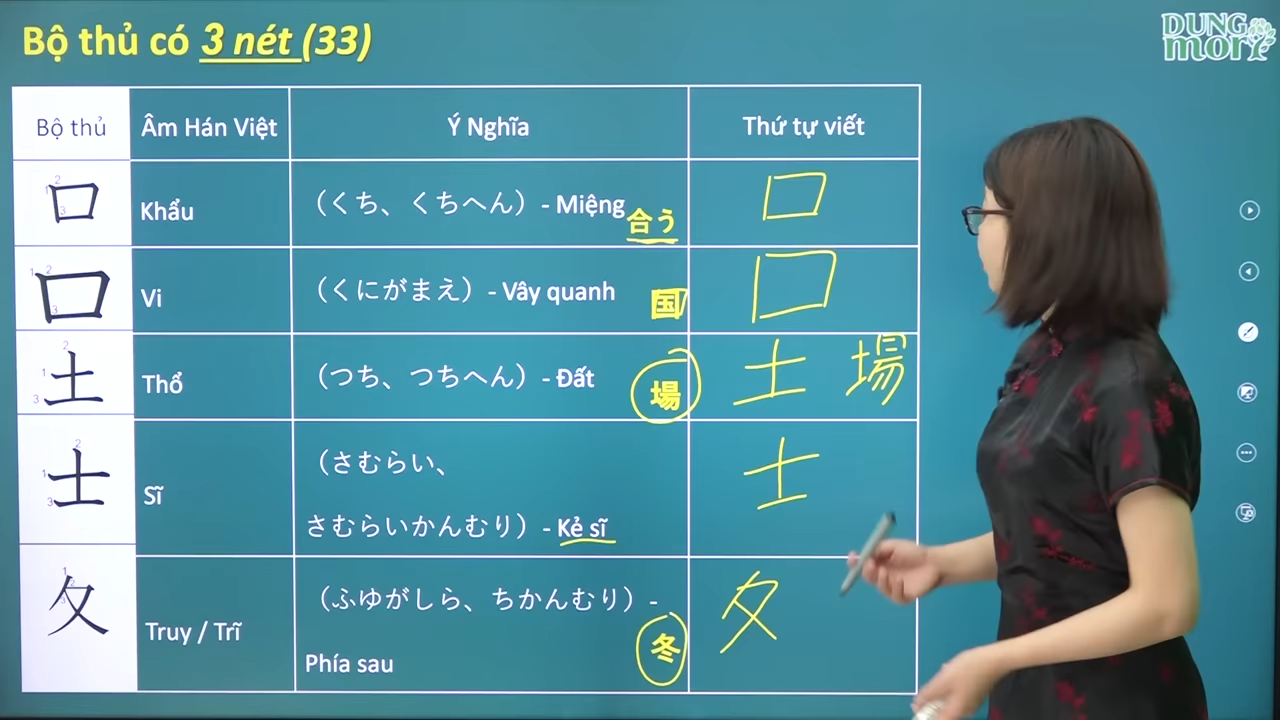 Bộ thủ có 3 nét (33)
DUNG
mori
Bộ thủ Âm Hán Việt Ý Nghĩa Thứ tự viết
口 Khẩu （くち、くちへん）- Miệng 合う 口
囗 Vi （くにがまえ）- Vây quanh 国 囗
土 Thổ （つち、つちへん）- Đất 場 土 場
士 Sĩ （さむらい、
さむらいかんむり）- Kẻ sĩ 士
夂 Truy / Trĩ （ふゆがしら、ちかんむり）-
Phía sau 冬 夂